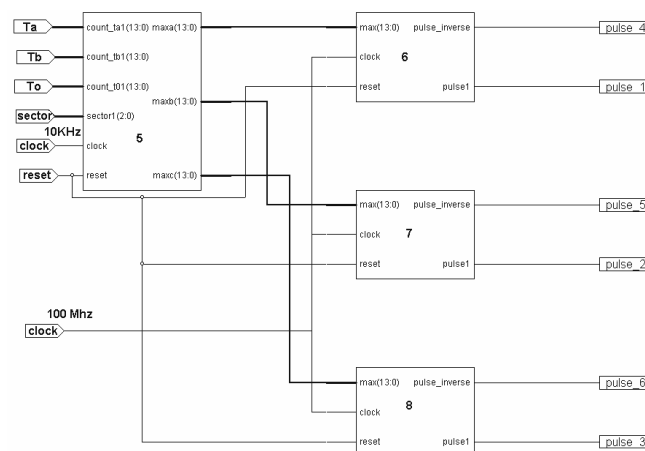 Ta
count_ta1(13:0) maxa(13:0)
max(13:0) pulse_inverse
pulse_4
Tb
count_tb1(13:0)
clock
6
To
count_t01(13:0)
reset
pulse1
pulse_1
maxb(13:0)
sector
sector1(2:0)
10KHz
5
clock
clock
reset
reset
maxc(13:0)
max(13:0) pulse_inverse
pulse_5
clock
7
reset
pulse1
pulse_2
100 Mhz
clock
max(13:0) pulse_inverse
pulse_6
clock
8
reset
pulse1
pulse_3